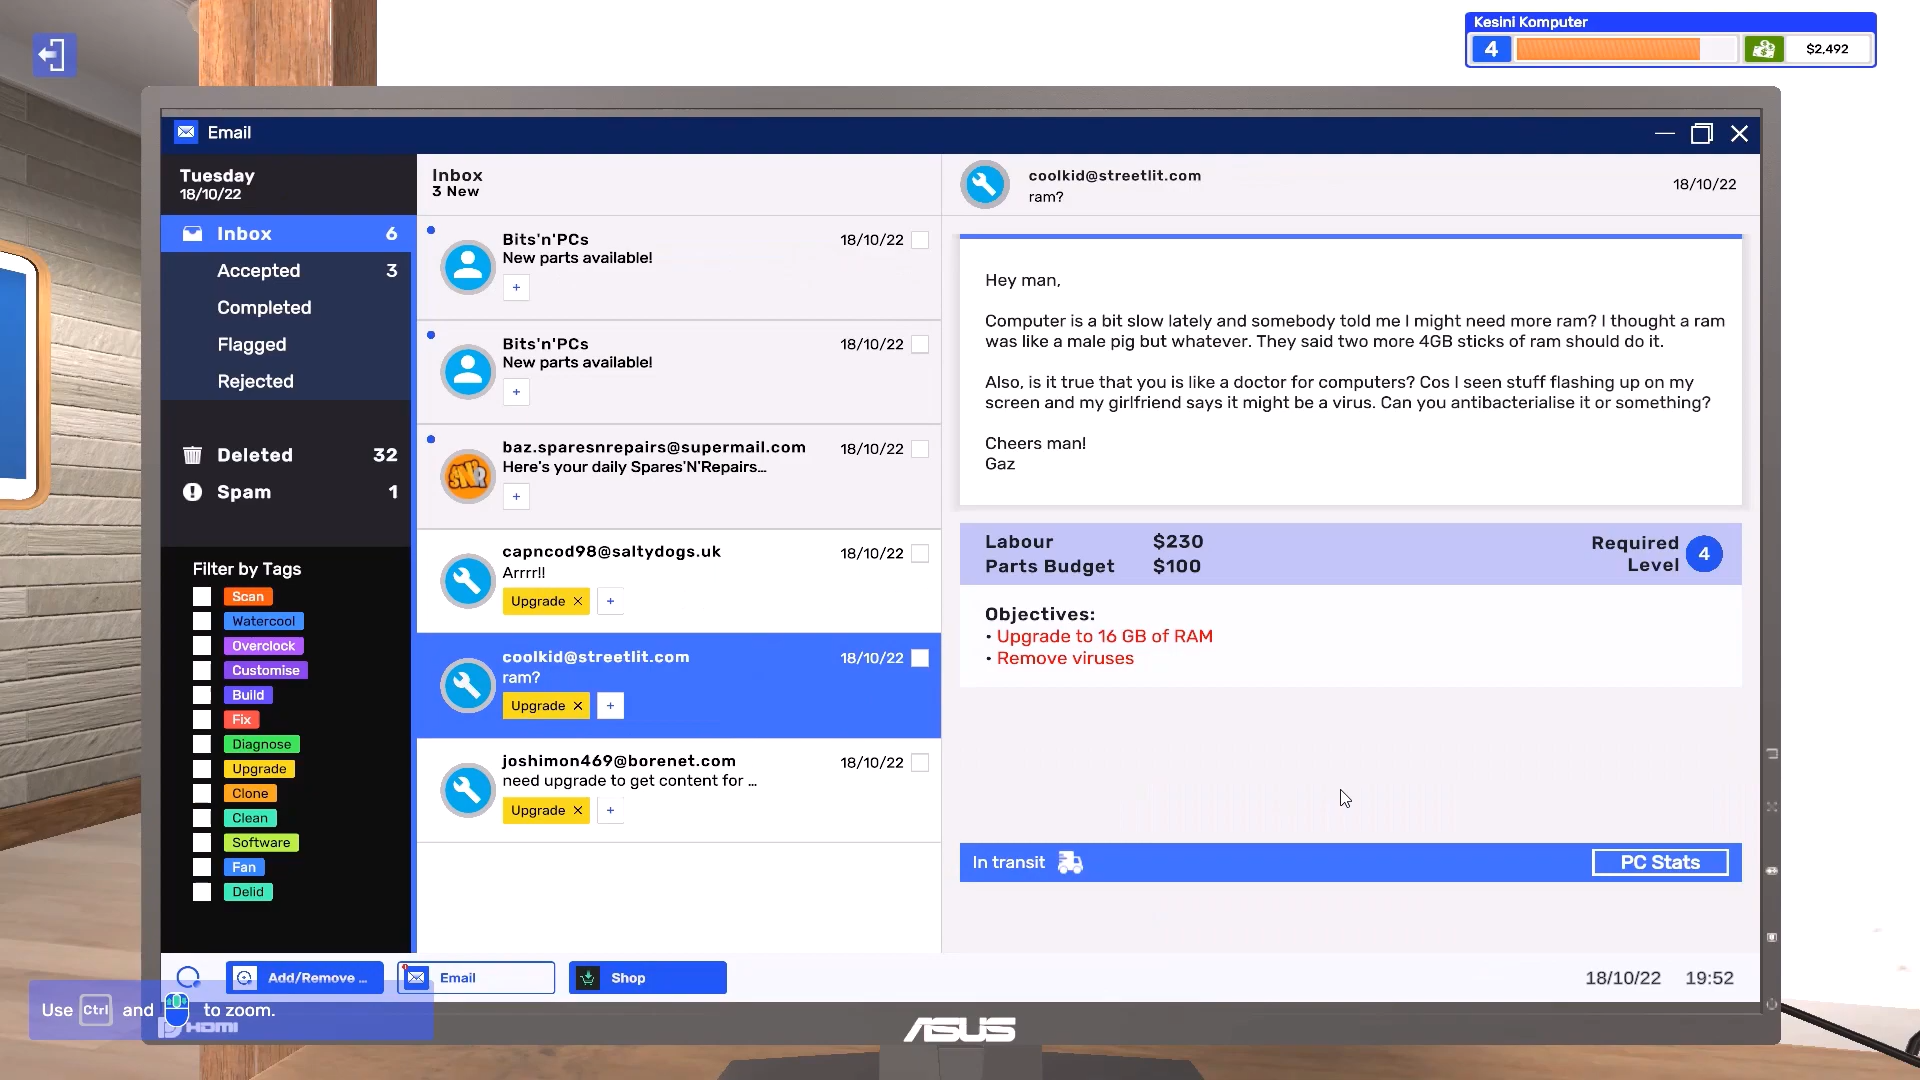 Kesini Komputer
4
$2,492
Email
Tuesday
18/10/22
Inbox 6
Accepted 3
Completed
Flagged
Rejected
Deleted 32
Spam 1
Filter by Tags
Scan
Watercool
Overclock
Customise
Build
Fix
Diagnose
Upgrade
Clone
Clean
Software
Fan
Delid
Inbox
3 New
Bits'n'PCs 18/10/22
New parts available!
+
Bits'n'PCs 18/10/22
New parts available!
+
SNR
baz.sparesnrepairs@supermail.com 18/10/22
Here's your daily Spares'N'Repairs...
+
capncod98@saltydogs.uk 18/10/22
Arrrr!!
Upgrade × +
coolkid@streetlit.com 18/10/22
ram?
Upgrade × +
joshimon469@borenet.com 18/10/22
need upgrade to get content for ...
Upgrade × +
coolkid@streetlit.com
ram?
18/10/22
Hey man,
Computer is a bit slow lately and somebody told me I might need more ram? I thought a ram
was like a male pig but whatever. They said two more 4GB sticks of ram should do it.
Also, is it true that you is like a doctor for computers? Cos I seen stuff flashing up on my
screen and my girlfriend says it might be a virus. Can you antibacterialise it or something?
Cheers man!
Gaz
Labour $230
Parts Budget $100
Required
Level 4
Objectives:
• Upgrade to 16 GB of RAM
• Remove viruses
In transit
PC Stats
Add/Remove ...
Email
Shop
18/10/22 19:52
Use Ctrl and to zoom.
HDMI
ASUS